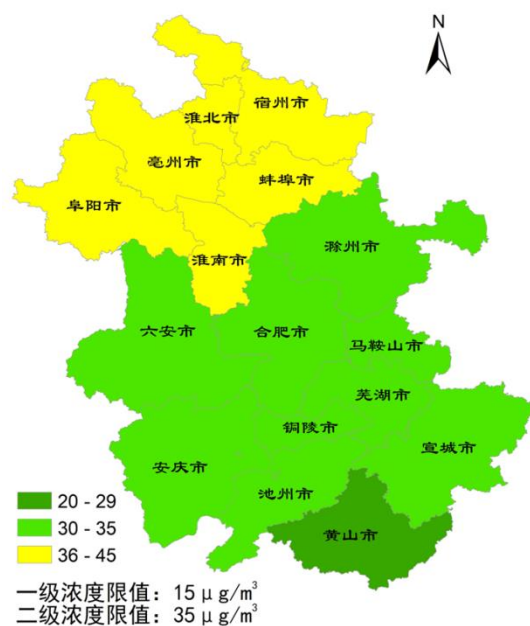 N
宿州市
淮北市
亳州市
蚌埠市
阜阳市
滁州市
淮南市
六安市
合肥市
马鞍山市
芜湖市
铜陵市
宣城市
安庆市
池州市
黄山市
20 - 29
30 - 35
36 - 45
一级浓度限值：15 μg/m³
二级浓度限值：35 μg/m³